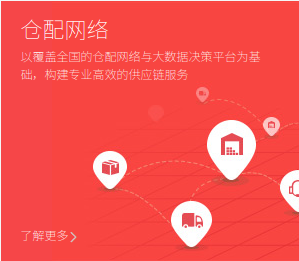 仓配网络
以覆盖全国的仓配网络与大数据决策平台为基
础，构建专业高效的供应链服务
了解更多